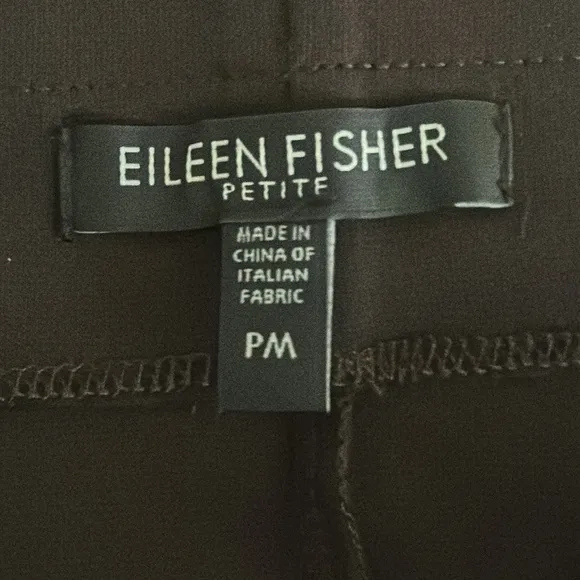 EILEEN FISHER
PETITE
MADE IN
CHINA OF
ITALIAN
FABRIC
PM